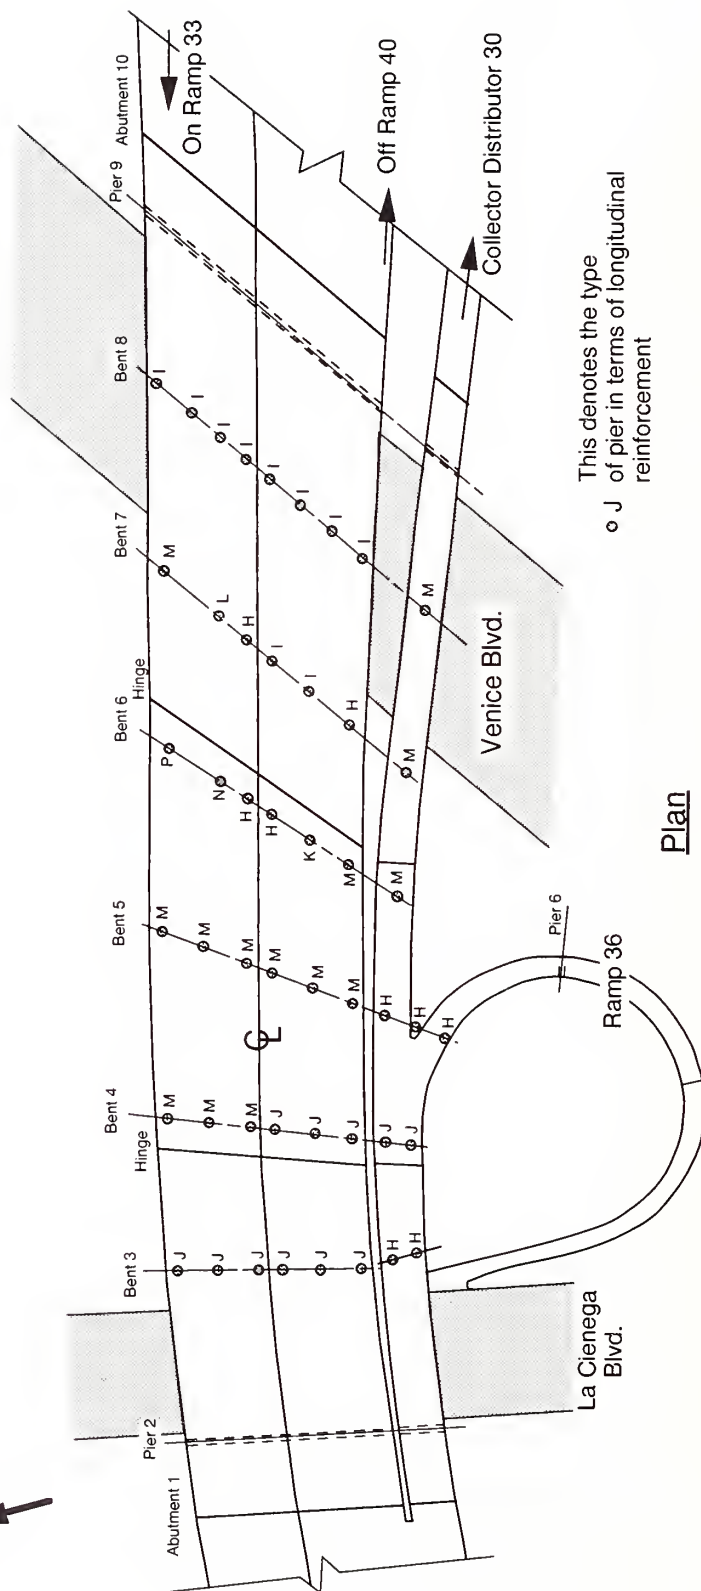 Abutment 1
Pier 2
Bent 3
Hinge
Bent 4
Bent 5
Bent 6
Hinge
Bent 7
Bent 8
Pier 9
Abutment 10
On Ramp 33
Off Ramp 40
Collector Distributor 30
J
J
J
J
J
J
H
H
M
M
M
J
J
J
J
J
M
M
M
M
M
M
H
H
H
P
N
H
H
K
M
M
M
L
H
I
I
H
M
I
I
I
I
I
I
I
I
M
CL
La Cienega
Blvd.
Ramp 36
Pier 6
Venice Blvd.
Plan
This denotes the type
J of pier in terms of longitudinal
reinforcement